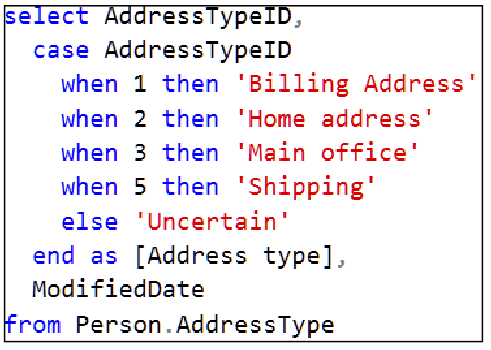 select AddressTypeID,
case AddressTypeID
when 1 then 'Billing Address'
when 2 then 'Home address'
when 3 then 'Main office'
when 5 then 'Shipping'
else 'Uncertain'
end as [Address type],
ModifiedDate
from Person.AddressType